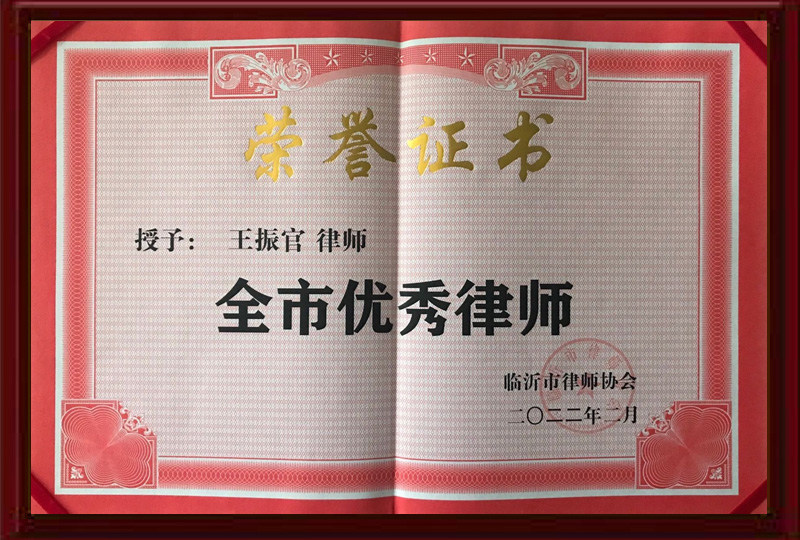 荣誉证书
授予： 王振官 律师
全市优秀律师
临沂市律师协会
二〇二二年二月